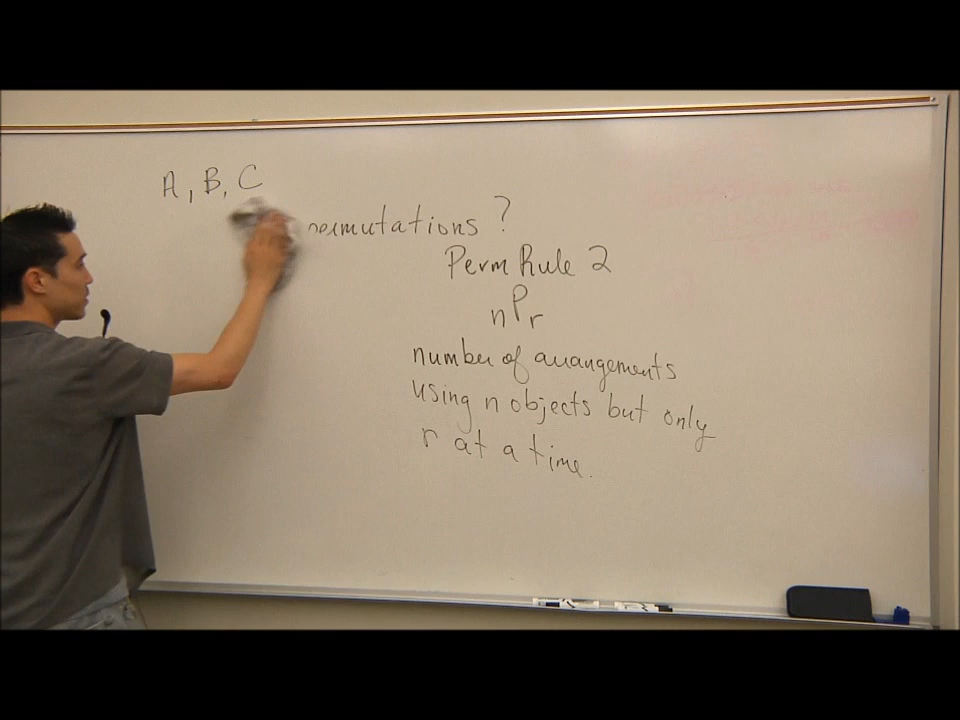 A, B, C
permutations ?
Perm Rule 2
nPr
number of arrangements
using n objects but only
r at a time.